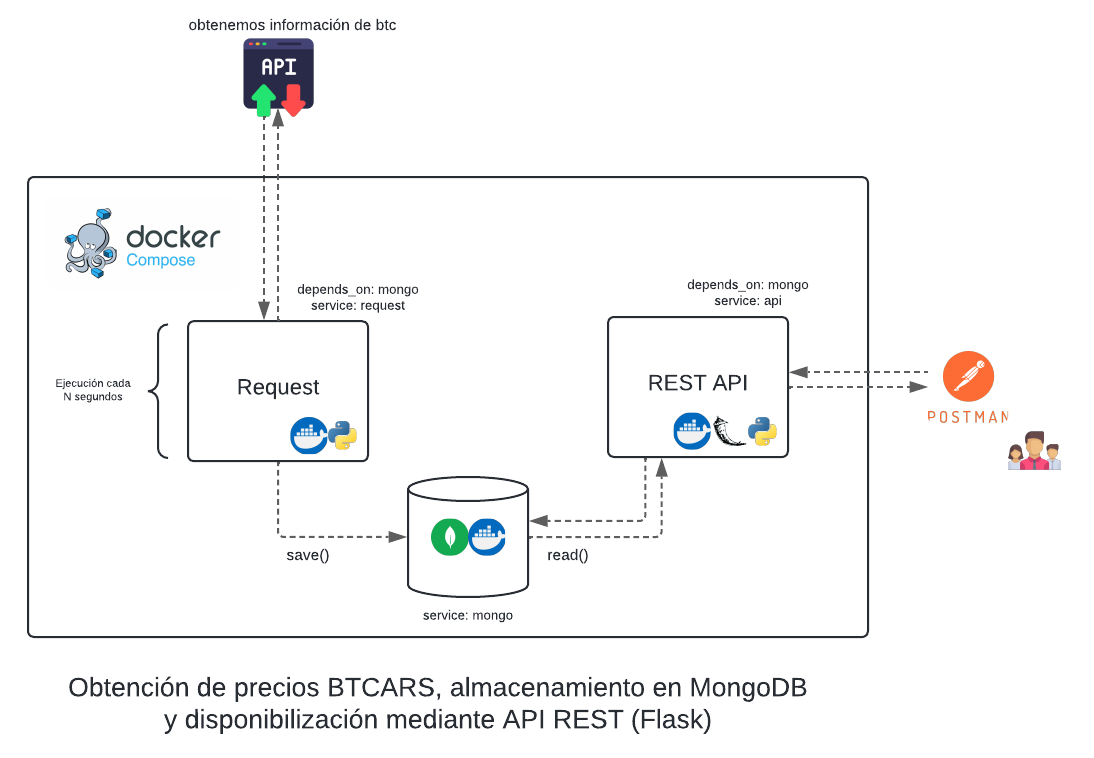 obtenemos información de btc
API
docker
Compose
depends_on: mongo
service: request
depends_on: mongo
service: api
Ejecución cada
N segundos
Request
REST API
POSTMAN
save()
read()
service: mongo
Obtención de precios BTCARS, almacenamiento en MongoDB
y disponibilización mediante API REST (Flask)